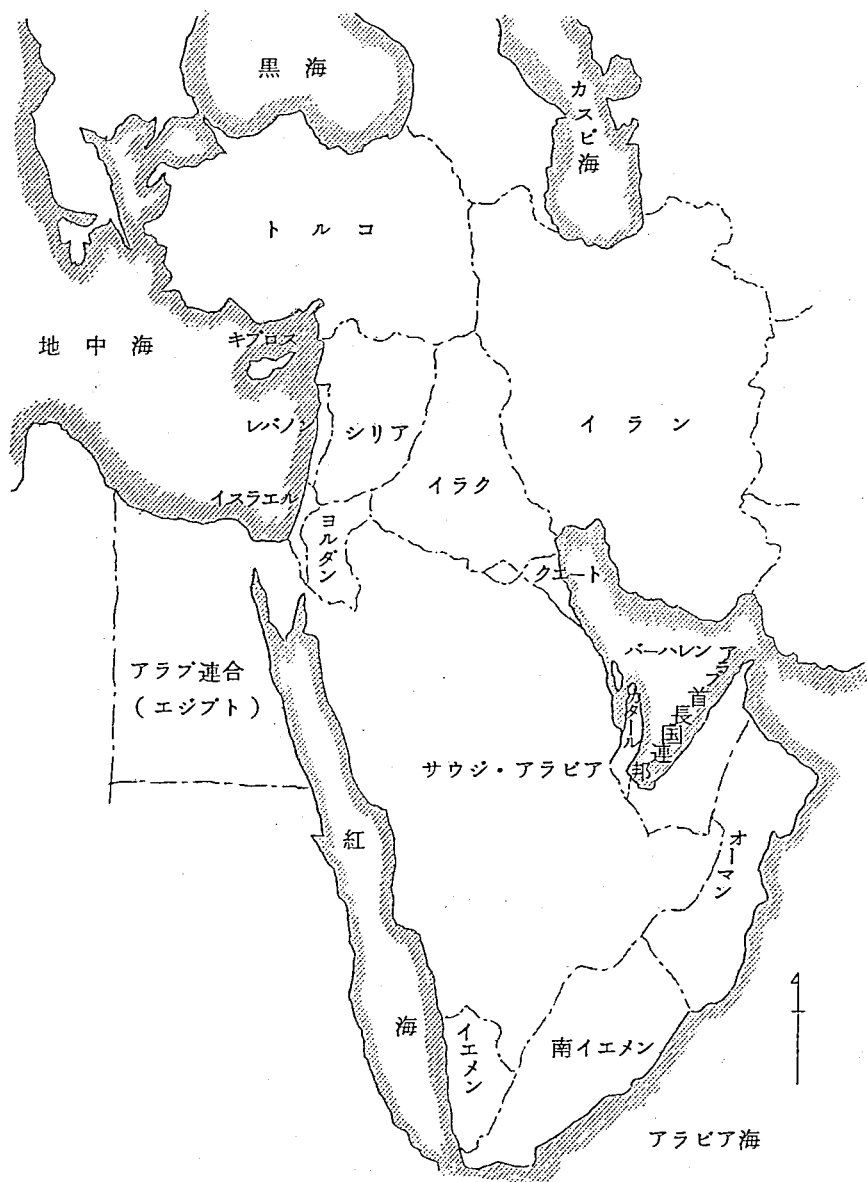 黒海
カスピ海
トルコ
地中海
キプロス
レバノン
シリア
イラン
イラク
イスラエル
ヨルダン
クエート
バーハレン
アラブ首長国連邦
カタール
アラブ連合
(エジプト)
サウジ・アラビア
紅海
オーマン
イエメン
南イエメン
アラビア海